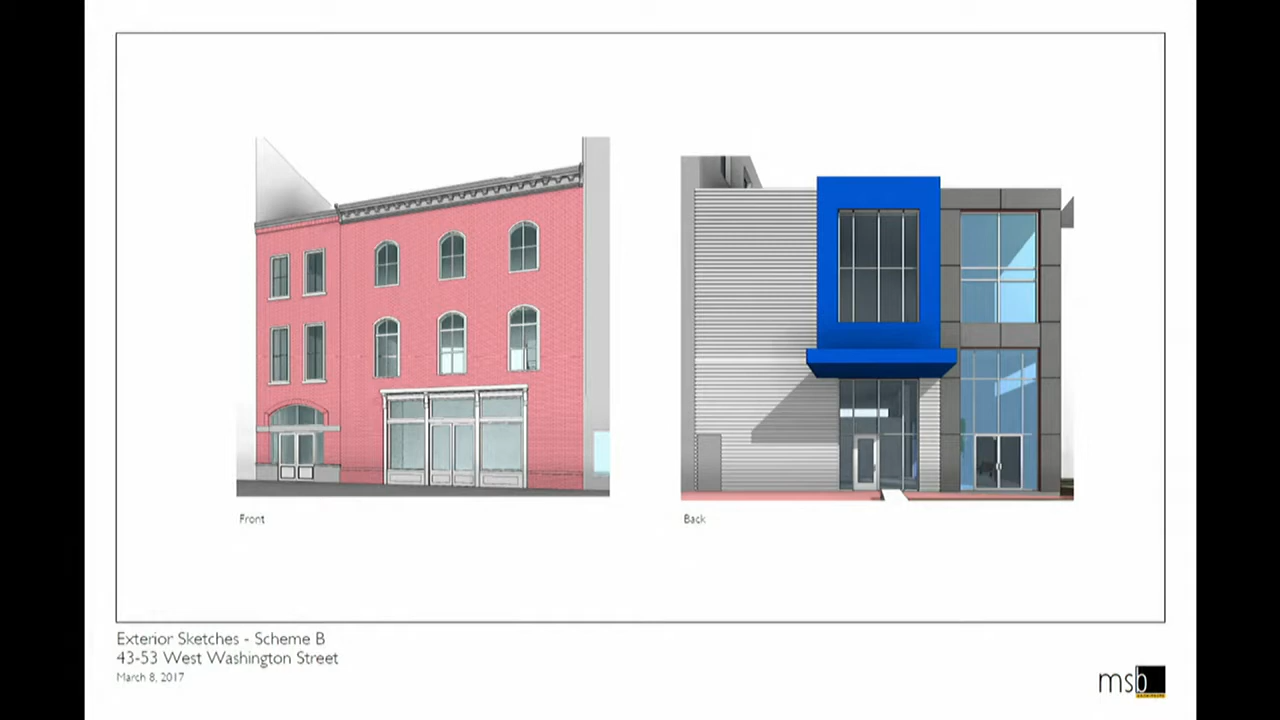 Front
Back
Exterior Sketches - Scheme B
43-53 West Washington Street
March 8, 2017
msb